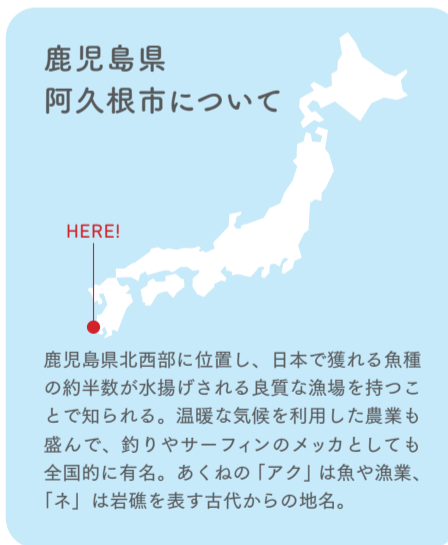 鹿児島県
阿久根市について
HERE!
鹿児島県北西部に位置し、日本で獲れる魚種
の約半数が水揚げされる良質な漁場を持つこ
とで知られる。温暖な気候を利用した農業も
盛んで、釣りやサーフィンのメッカとしても
全国的に有名。あくねの「アク」は魚や漁業、
「ネ」は岩礁を表す古代からの地名。